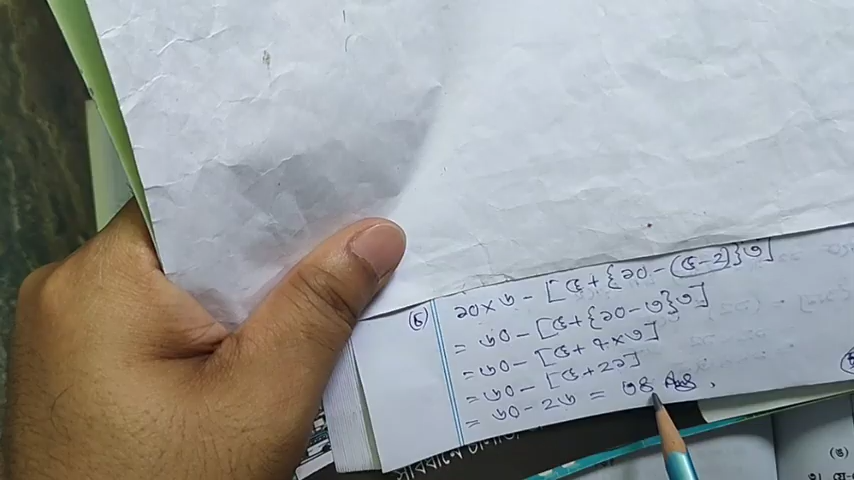 ১০×৬ - [৫+{১০-(৫-২)}৩]
= ৬০ - [৫+{১০-৩}৩]
= ৬০ - [৫+৭×৩]
= ৬০ - [৫+২১]
= ৬০ - ২৬ = ৩৪ Ans,
(ঙ)